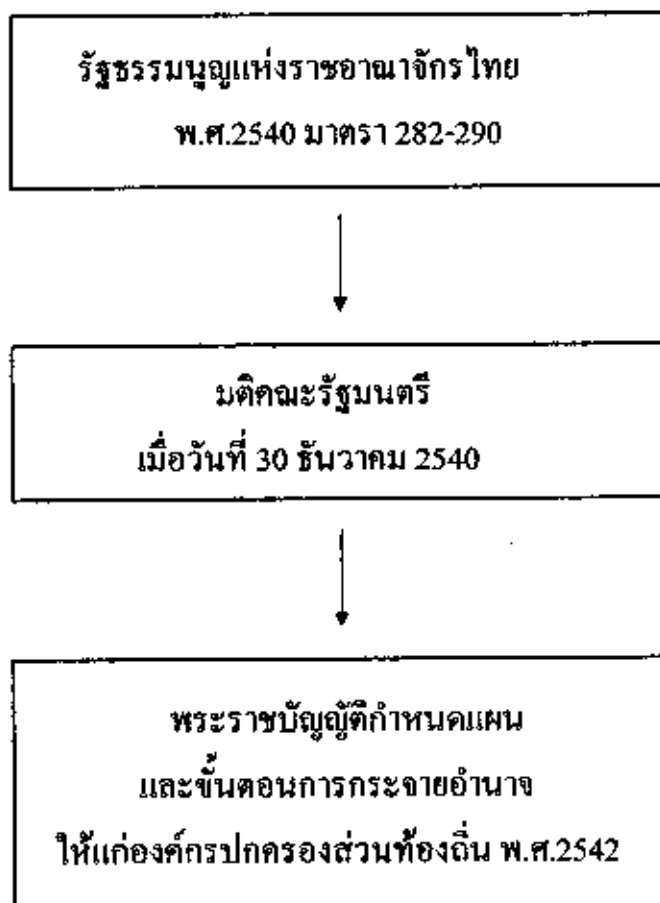 รัฐธรรมนูญแห่งราชอาณาจักรไทย
พ.ศ.2540 มาตรา 282-290
มติคณะรัฐมนตรี
เมื่อวันที่ 30 ธันวาคม 2540
พระราชบัญญัติกำหนดแผน
และขั้นตอนการกระจายอำนาจ
ให้แก่องค์กรปกครองส่วนท้องถิ่น พ.ศ.2542